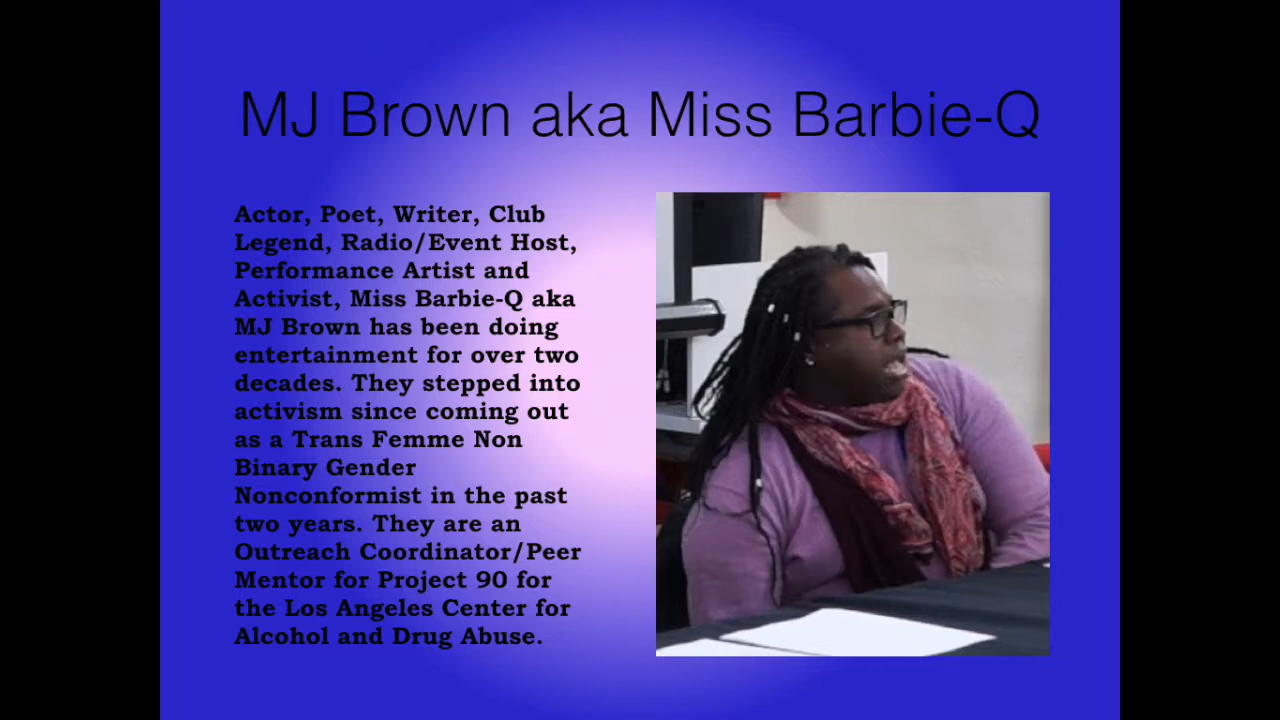 MJ Brown aka Miss Barbie-Q
Actor, Poet, Writer, Club
Legend, Radio/Event Host,
Performance Artist and
Activist, Miss Barbie-Q aka
MJ Brown has been doing
entertainment for over two
decades. They stepped into
activism since coming out
as a Trans Femme Non
Binary Gender
Nonconformist in the past
two years. They are an
Outreach Coordinator/Peer
Mentor for Project 90 for
the Los Angeles Center for
Alcohol and Drug Abuse.